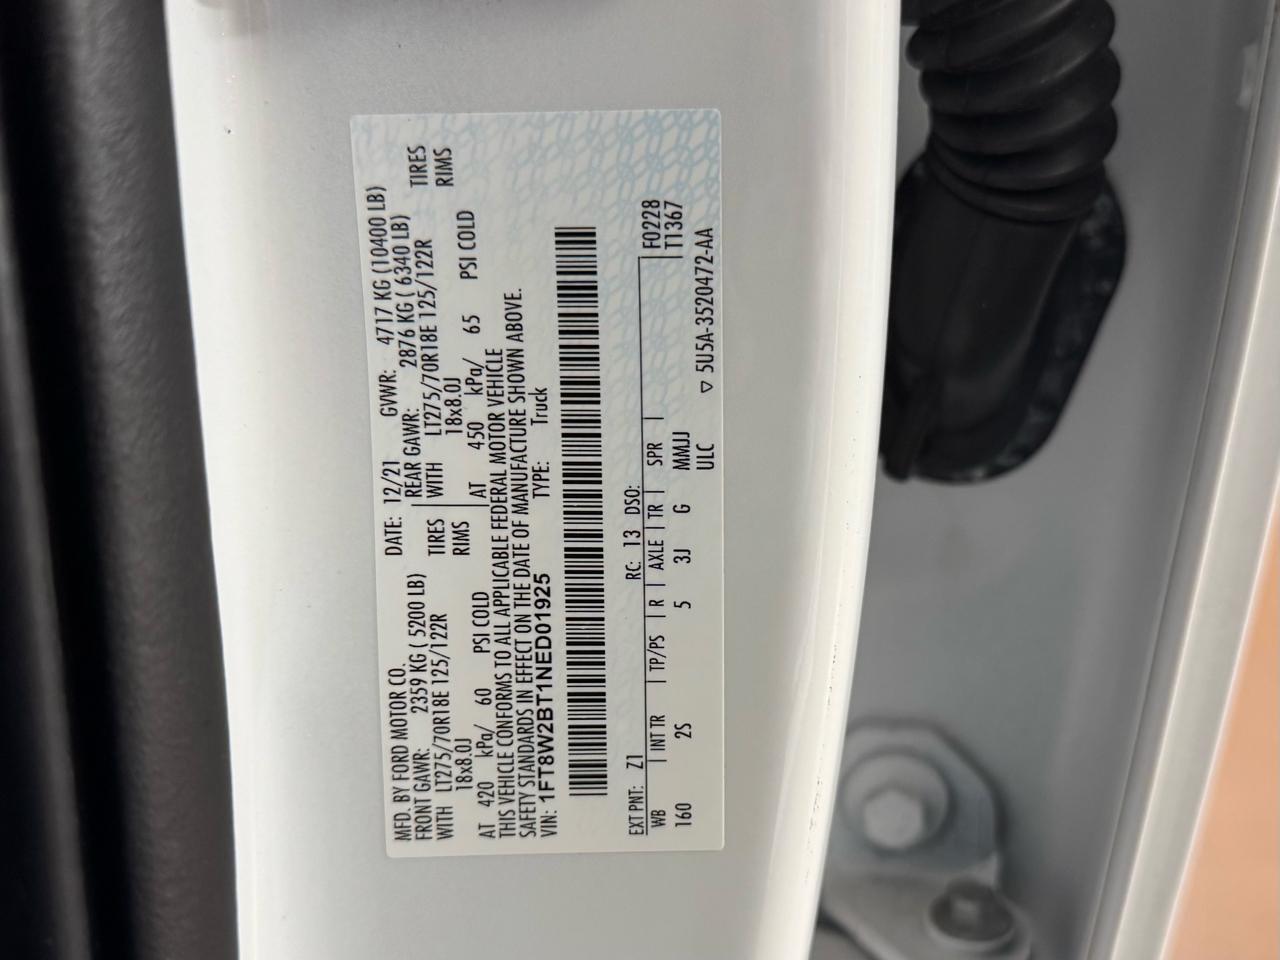 MFD. BY FORD MOTOR CO.
DATE: 12/21 GVWR: 4717 KG (10400 LB)
FRONT GAWR: 2359 KG ( 5200 LB) REAR GAWR: 2876 KG ( 6340 LB)
WITH LT275/70R18E 125/122R TIRES WITH LT275/70R18E 125/122R TIRES
18x8.0J RIMS 18x8.0J RIMS
AT 420 kPa/ 60 PSI COLD AT 450 kPa/ 65 PSI COLD
THIS VEHICLE CONFORMS TO ALL APPLICABLE FEDERAL MOTOR VEHICLE
SAFETY STANDARDS IN EFFECT ON THE DATE OF MANUFACTURE SHOWN ABOVE.
VIN: 1FT8W2BT1NED01925 TYPE: Truck
EXT PNT: Z1 RC: 13 DSO:
F0228
WB | INT TR | TP/PS | R | AXLE | TR | SPR | T1367
160 2S 5 3J G MMJJ
ULC ▽ 5U5A-3520472-AA